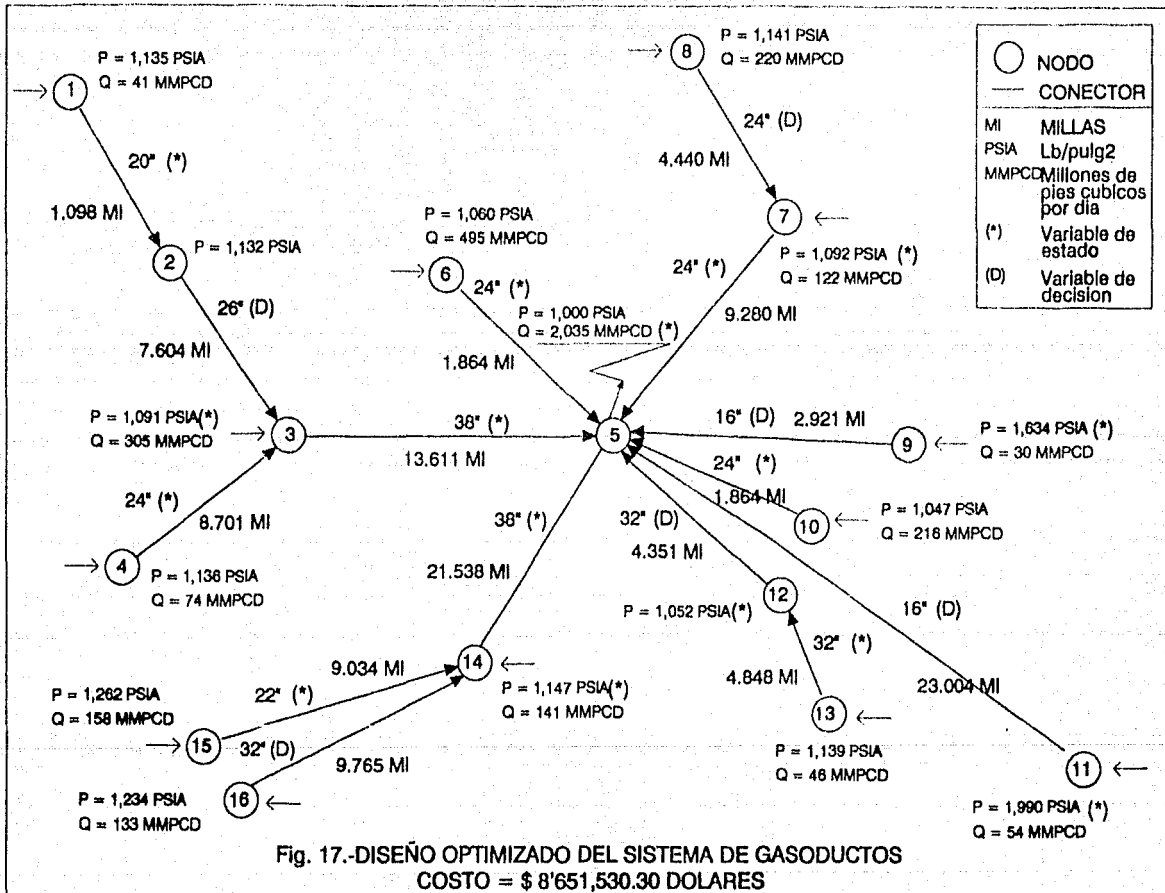 P = 1,135 PSIA
Q = 41 MMPCD
1
20" (*)
1.098 MI
2
P = 1,132 PSIA
26" (D)
7.604 MI
P = 1,091 PSIA(*)
Q = 305 MMPCD
3
38" (*)
13.611 MI
24" (*)
8.701 MI
4
P = 1,136 PSIA
Q = 74 MMPCD
P = 1,060 PSIA
Q = 495 MMPCD
6
24" (*)
1.864 MI
P = 1,000 PSIA
Q = 2,035 MMPCD (*)
5
8
P = 1,141 PSIA
Q = 220 MMPCD
24" (D)
4.440 MI
7
P = 1,092 PSIA (*)
Q = 122 MMPCD
24" (*)
9.280 MI
NODO
CONECTOR
MI MILLAS
PSIA Lb/pulg2
MMPCD Millones de
pies cubicos
por dia
(*) Variable de
estado
(D) Variable de
decision
16" (D)
2.921 MI
9
P = 1,634 PSIA (*)
Q = 30 MMPCD
24" (*)
1.864 MI
10
P = 1,047 PSIA
Q = 216 MMPCD
32" (D)
4.351 MI
12
P = 1,052 PSIA(*)
32" (*)
4.848 MI
13
P = 1,139 PSIA
Q = 46 MMPCD
16" (D)
23.004 MI
11
P = 1,990 PSIA (*)
Q = 54 MMPCD
38" (*)
21.538 MI
14
P = 1,147 PSIA(*)
Q = 141 MMPCD
9.034 MI
22" (*)
P = 1,262 PSIA
Q = 158 MMPCD
15
32" (D)
9.765 MI
16
P = 1,234 PSIA
Q = 133 MMPCD
Fig. 17.-DISEÑO OPTIMIZADO DEL SISTEMA DE GASODUCTOS
COSTO = $ 8'651,530.30 DOLARES